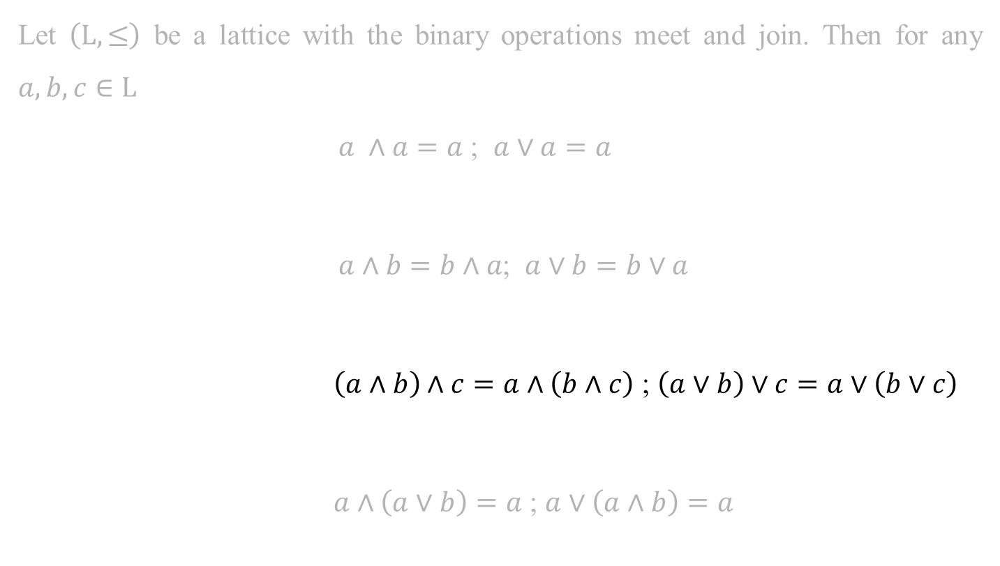 Let (L, ≤) be a lattice with the binary operations meet and join. Then for any
a, b, c ∈ L
a ∧ a = a ; a ∨ a = a
a ∧ b = b ∧ a; a ∨ b = b ∨ a
(a ∧ b) ∧ c = a ∧ (b ∧ c) ; (a ∨ b) ∨ c = a ∨ (b ∨ c)
a ∧ (a ∨ b) = a ; a ∨ (a ∧ b) = a